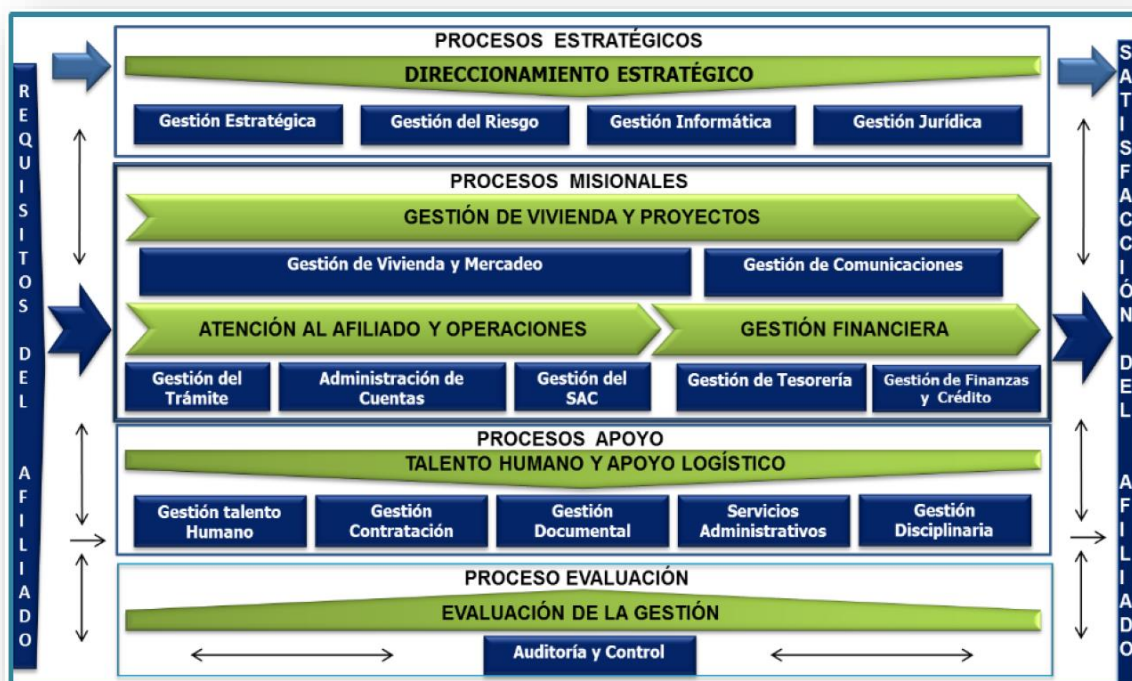 REQUISITOS DEL AFILIADO
PROCESOS ESTRATÉGICOS
DIRECCIONAMIENTO ESTRATÉGICO
Gestión Estratégica
Gestión del Riesgo
Gestión Informática
Gestión Jurídica
PROCESOS MISIONALES
GESTIÓN DE VIVIENDA Y PROYECTOS
Gestión de Vivienda y Mercadeo
Gestión de Comunicaciones
ATENCIÓN AL AFILIADO Y OPERACIONES
GESTIÓN FINANCIERA
Gestión del
Trámite
Administración de
Cuentas
Gestión del
SAC
Gestión de Tesorería
Gestión de Finanzas
y Crédito
PROCESOS APOYO
TALENTO HUMANO Y APOYO LOGÍSTICO
Gestión talento
Humano
Gestión
Contratación
Gestión
Documental
Servicios
Administrativos
Gestión
Disciplinaria
PROCESO EVALUACIÓN
EVALUACIÓN DE LA GESTIÓN
Auditoría y Control
SATISFACCIÓN DEL AFILIADO